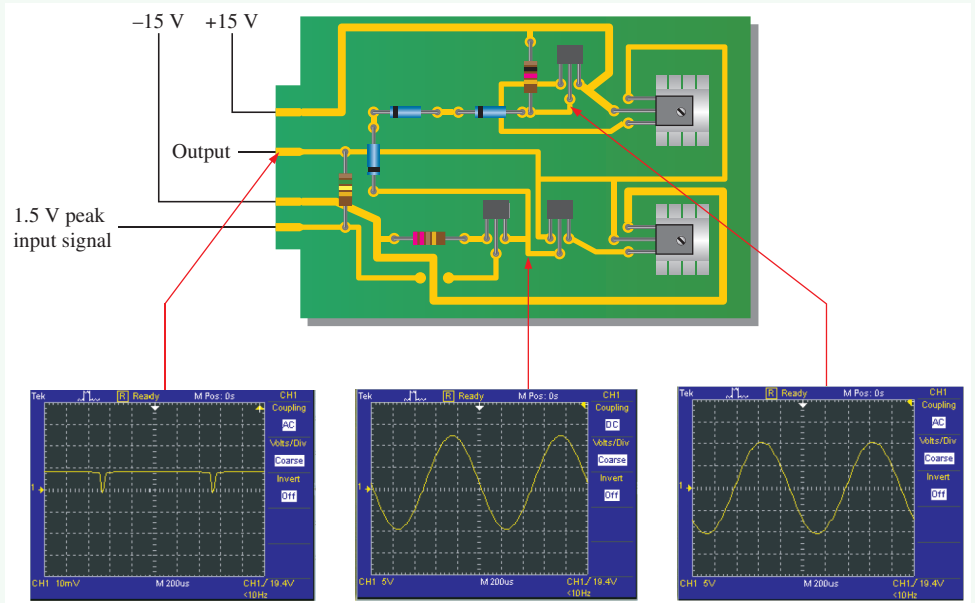 –15 V
+15 V
Output
1.5 V peak
input signal
Tek
R Ready
M Pos: 0s
CH1
Coupling
AC
Volts/Div
Coarse
Invert
Off
1
CH1 10mV
M 200us
CH1 / 19.4V
<10Hz
Tek
R Ready
M Pos: 0s
CH1
Coupling
DC
Volts/Div
Coarse
Invert
Off
1
CH1 5V
M 200us
CH1 / 19.4V
<10Hz
Tek
R Ready
M Pos: 0s
CH1
Coupling
AC
Volts/Div
Coarse
Invert
Off
1
CH1 5V
M 200us
CH1 / 19.4V
<10Hz